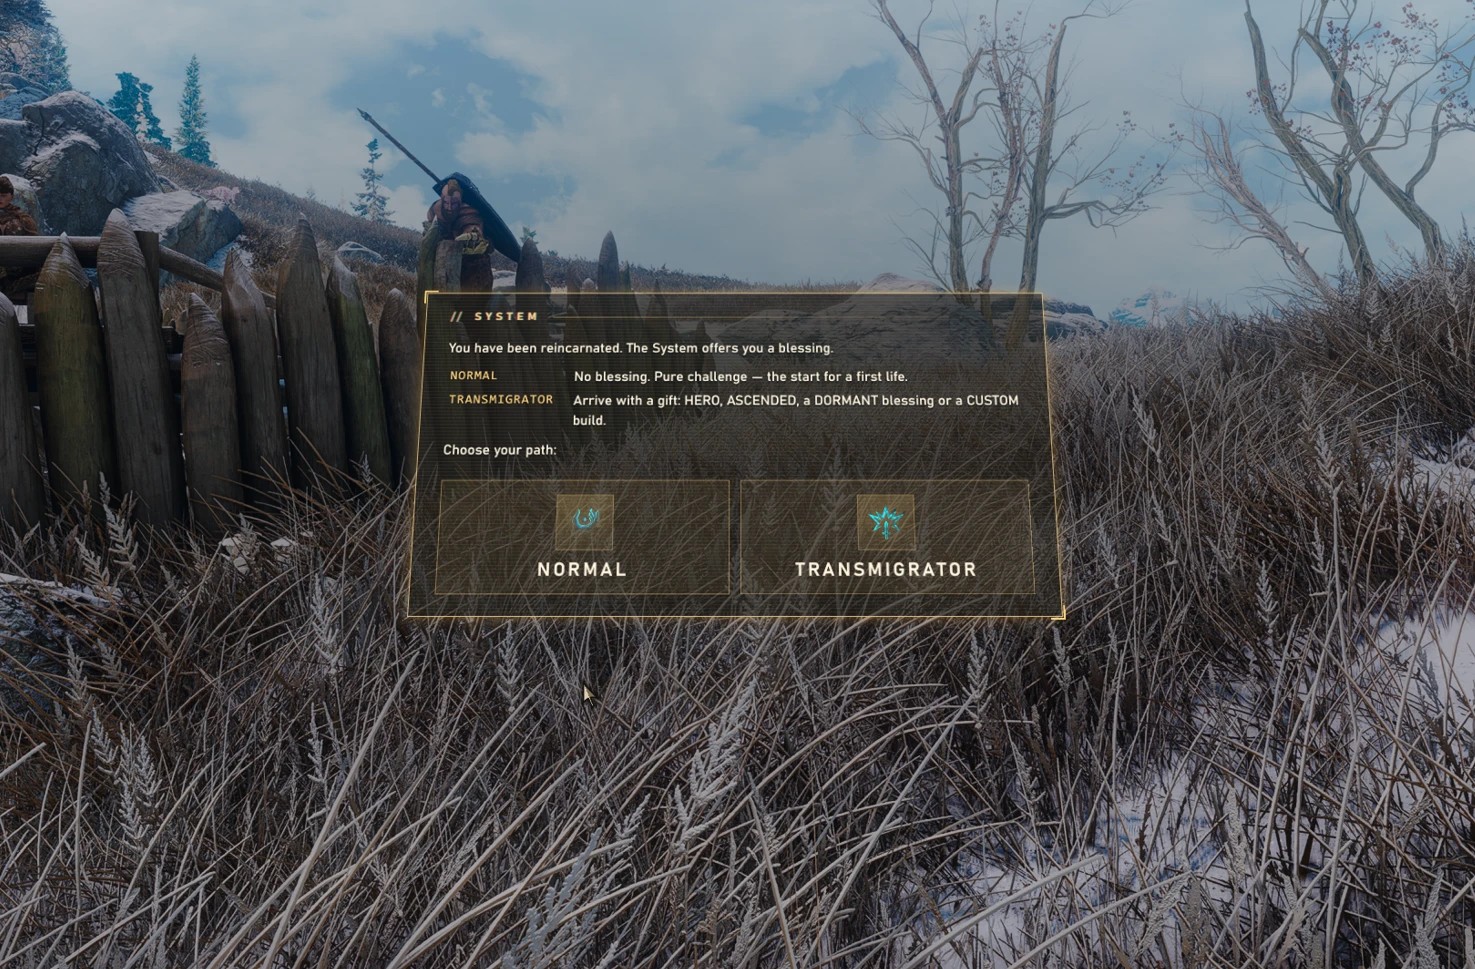 // SYSTEM
You have been reincarnated. The System offers you a blessing.
NORMAL No blessing. Pure challenge — the start for a first life.
TRANSMIGRATOR Arrive with a gift: HERO, ASCENDED, a DORMANT blessing or a CUSTOM
build.
Choose your path:
NORMAL
TRANSMIGRATOR